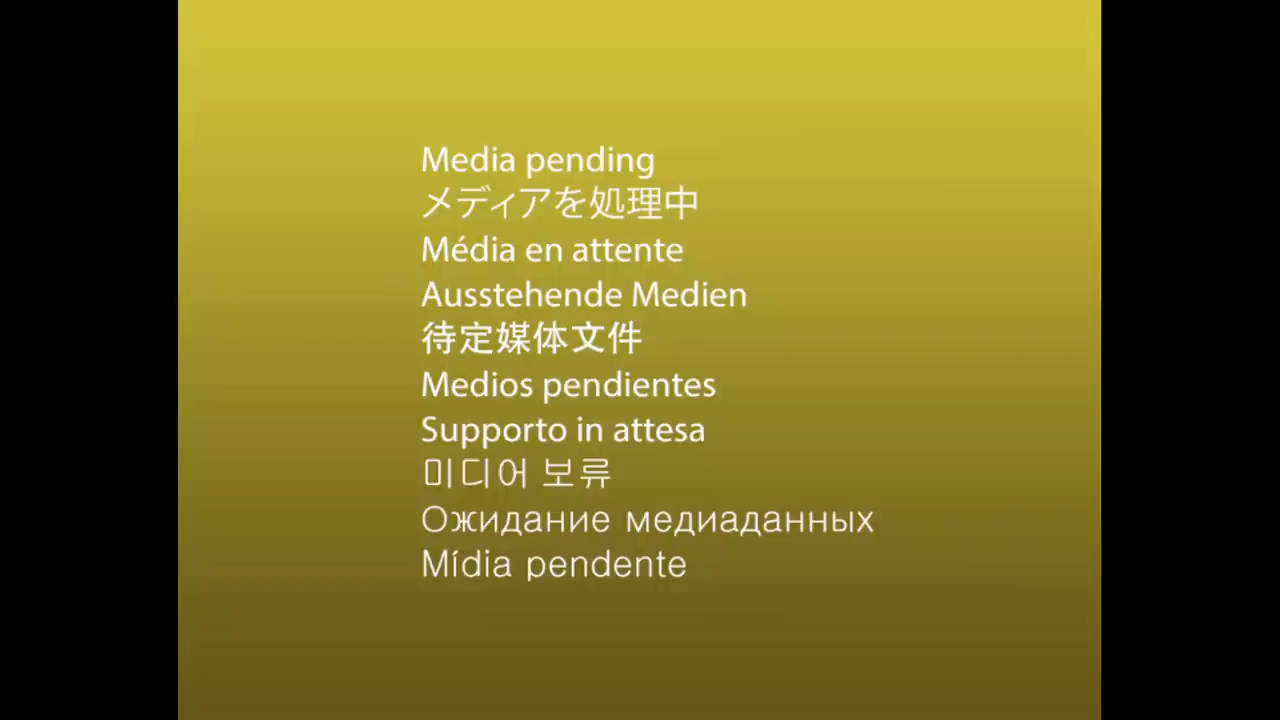 Media pending
メディアを処理中
Média en attente
Ausstehende Medien
待定媒体文件
Medios pendientes
Supporto in attesa
미디어 보류
Ожидание медиаданных
Mídia pendente